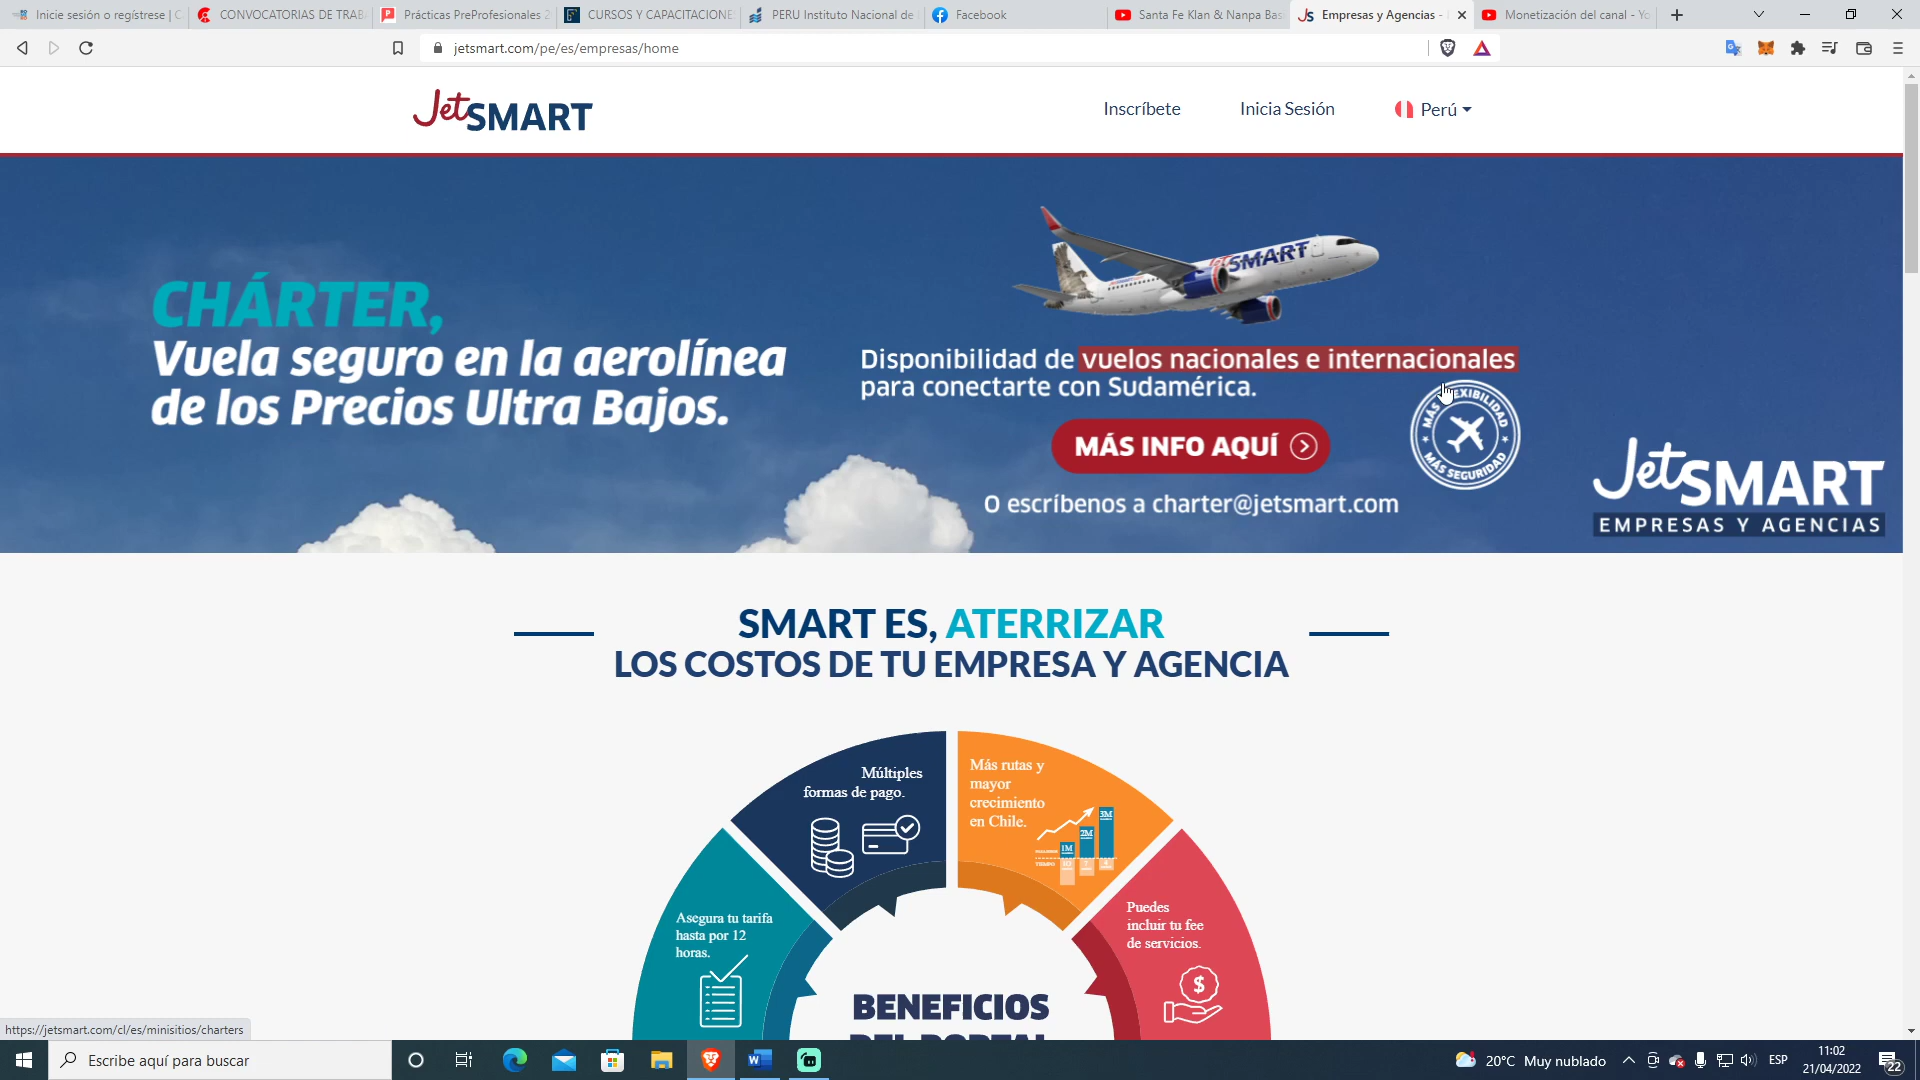 Inicie sesión o regístrese | C
CONVOCATORIAS DE TRAB
Prácticas PreProfesionales 2
CURSOS Y CAPACITACIONE
PERU Instituto Nacional de
Facebook
Santa Fe Klan & Nanpa Bas
Empresas y Agencias -
Monetización del canal - Yo
jetsmart.com/pe/es/empresas/home
JetSMART
Inscríbete
Inicia Sesión
Perú
CHÁRTER,
Vuela seguro en la aerolínea
de los Precios Ultra Bajos.
JETSMART
Disponibilidad de vuelos nacionales e internacionales
para conectarte con Sudamérica.
MÁS INFO AQUÍ
O escríbenos a charter@jetsmart.com
MÁS SEGURIDAD
JetSMART
EMPRESAS Y AGENCIAS
SMART ES, ATERRIZAR
LOS COSTOS DE TU EMPRESA Y AGENCIA
Múltiples
formas de pago.
Más rutas y
mayor
crecimiento
en Chile.
3M
2M
1M
Asegura tu tarifa
hasta por 12
horas.
Puedes
incluir tu fee
de servicios.
BENEFICIOS
DEL PORTAL
https://jetsmart.com/cl/es/minisitios/charters
Escribe aquí para buscar
20°C Muy nublado
ESP
11:02
21/04/2022
22